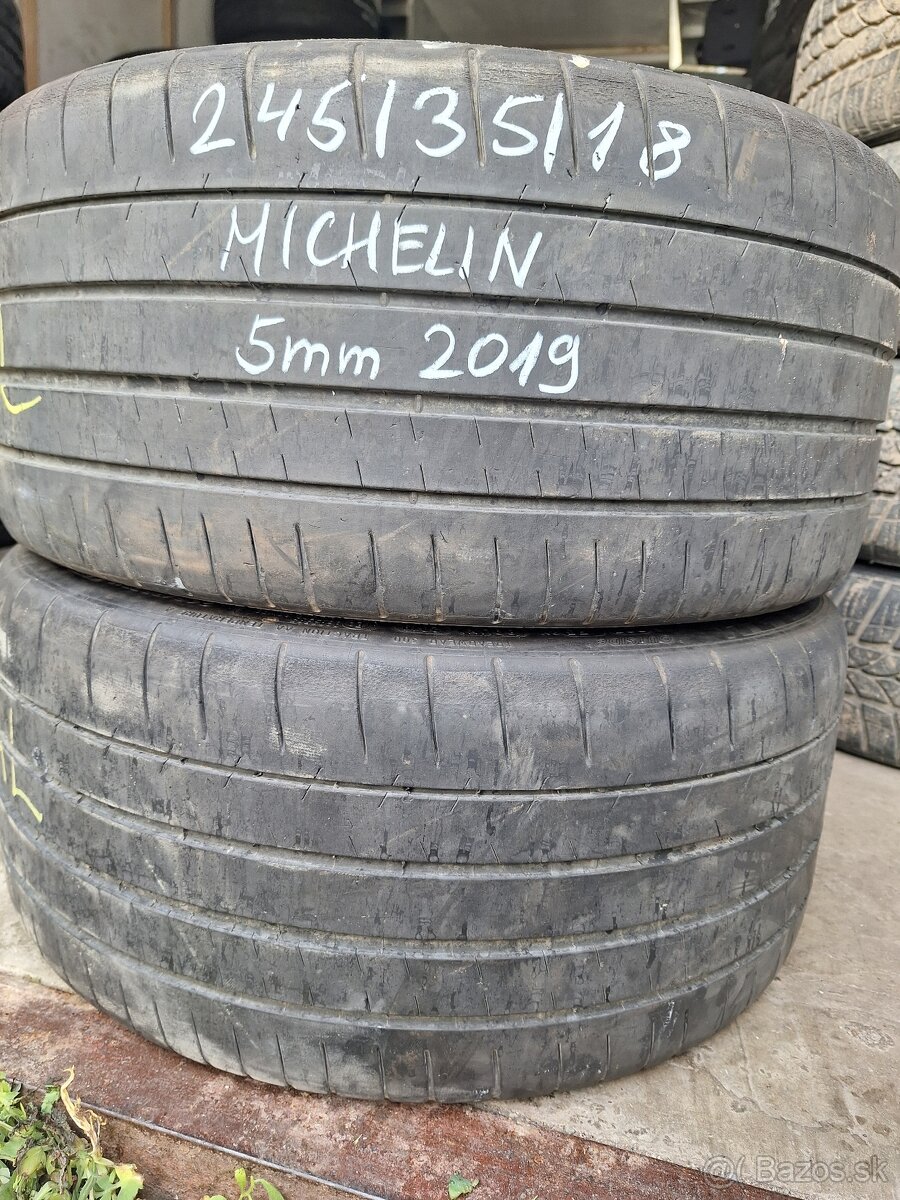 245/35/18
MICHELIN
5mm 2019
Bazos.sk